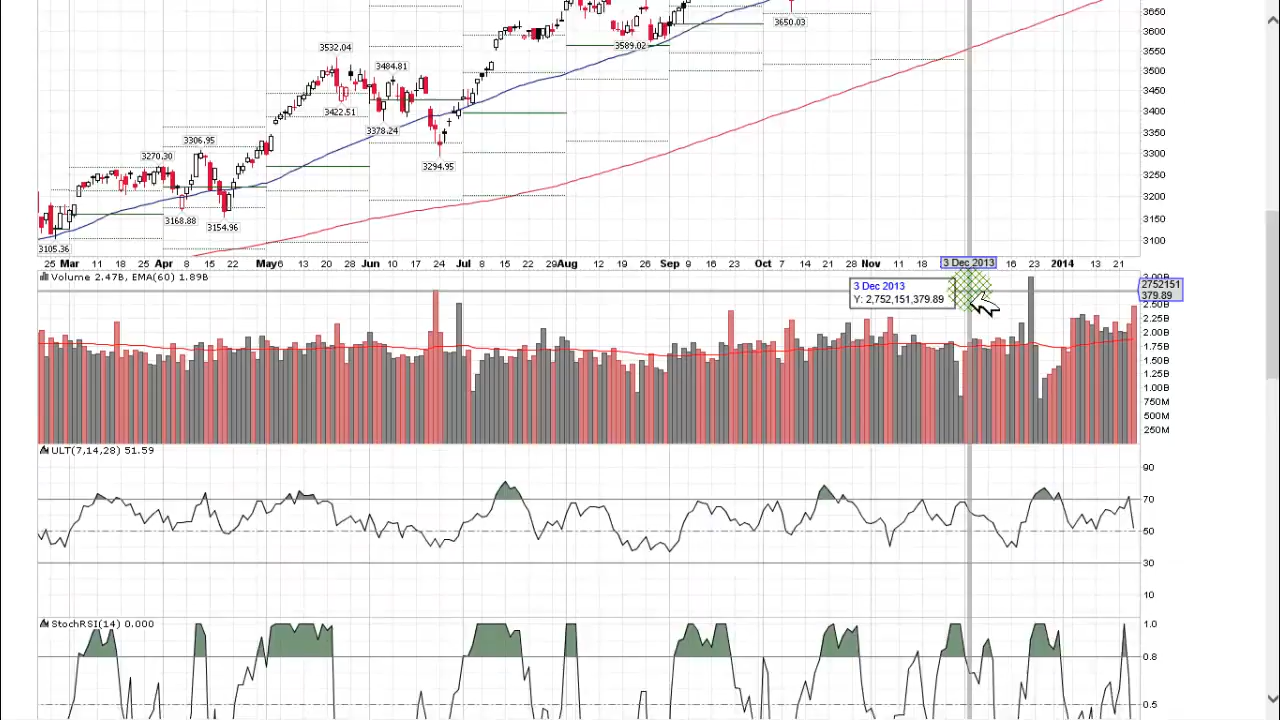 3650
3650.03
3600
3532.04
3589.02
3550
3484.81
3500
3450
3422.51
3400
3378.24
3350
3306.95
3270.30
3300
3294.95
3250
3200
3168.88
3154.96
3150
3105.36
3100
25 Mar 11 18 25 Apr 8 15 22 May 6 13 20 Jun 10 17 24 Jul 8 15 22 29 Aug 12 19 26 Sep 9 16 23 Oct 7 14 21 28 Nov 11 18 3 Dec 2013 16 23 2014 13 21
Volume 2.47B, EMA(60) 1.89B
3.00B
3 Dec 2013
Y: 2,752,151,379.89
2752151
379.89
2.50B
2.25B
2.00B
1.75B
1.50B
1.25B
1.00B
750M
500M
250M
ULT(7,14,28) 51.59
90
70
50
30
10
StochRSI(14) 0.000
1.0
0.8
0.5